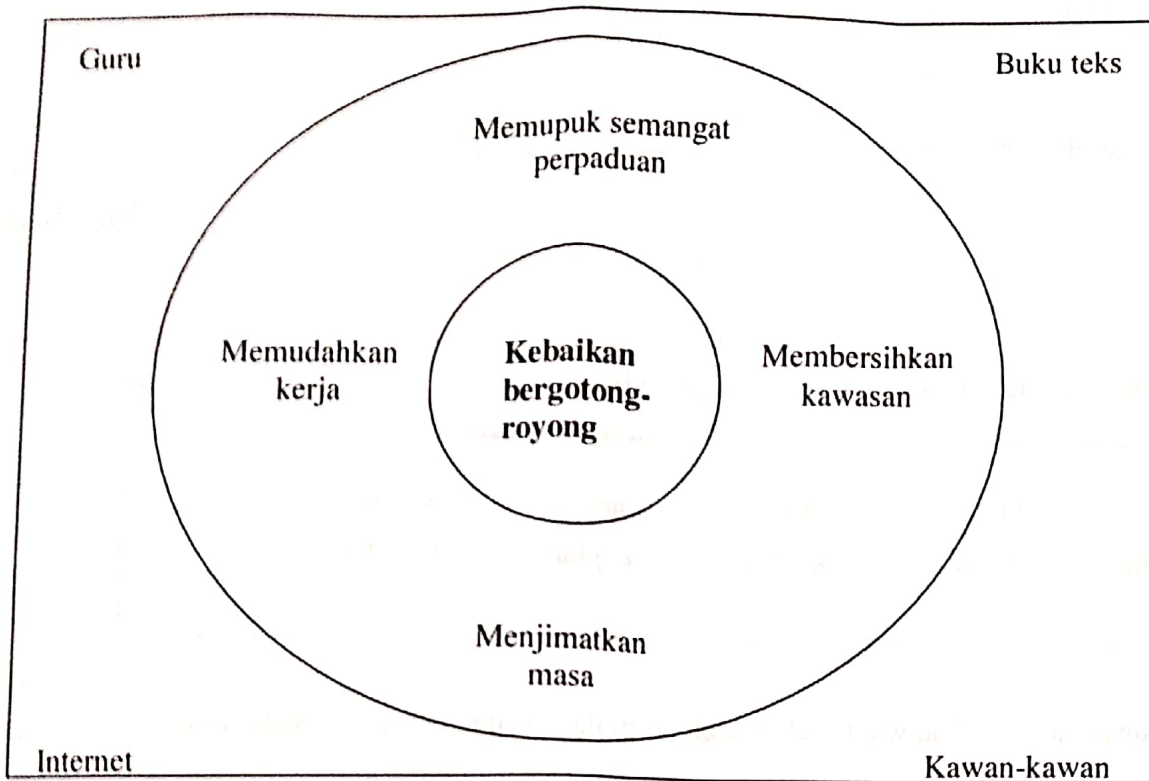 Guru
Buku teks
Memupuk semangat
perpaduan
Memudahkan
kerja
Kebaikan
bergotong-
royong
Membersihkan
kawasan
Menjimatkan
masa
Internet
Kawan-kawan